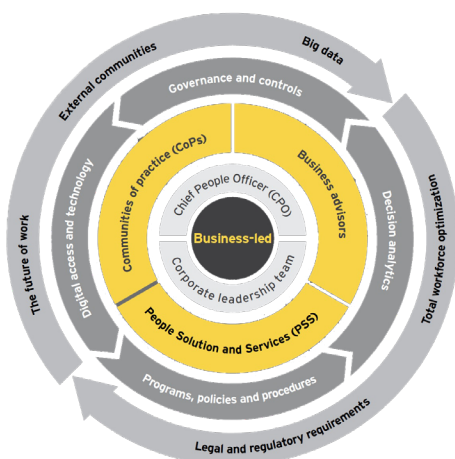 External communities
Big data
The future of work
Total workforce optimization
Legal and regulatory requirements
Governance and controls
Digital access and technology
Decision analytics
Programs, policies and procedures
Communities of practice (CoPs)
Business advisors
People Solution and Services (PSS)
Chief People Officer (CPO)
Business-led
Corporate leadership team